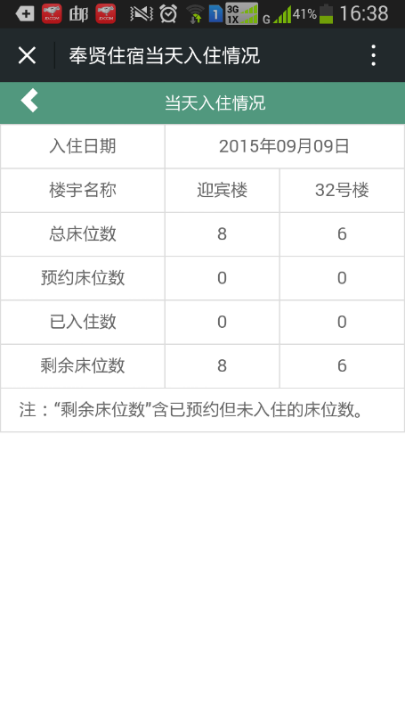 邮 1 3G 1X G 41% 16:38
奉贤住宿当天入住情况
当天入住情况
入住日期 2015年09月09日
楼宇名称 迎宾楼 32号楼
总床位数 8 6
预约床位数 0 0
已入住数 0 0
剩余床位数 8 6
注：“剩余床位数”含已预约但未入住的床位数。